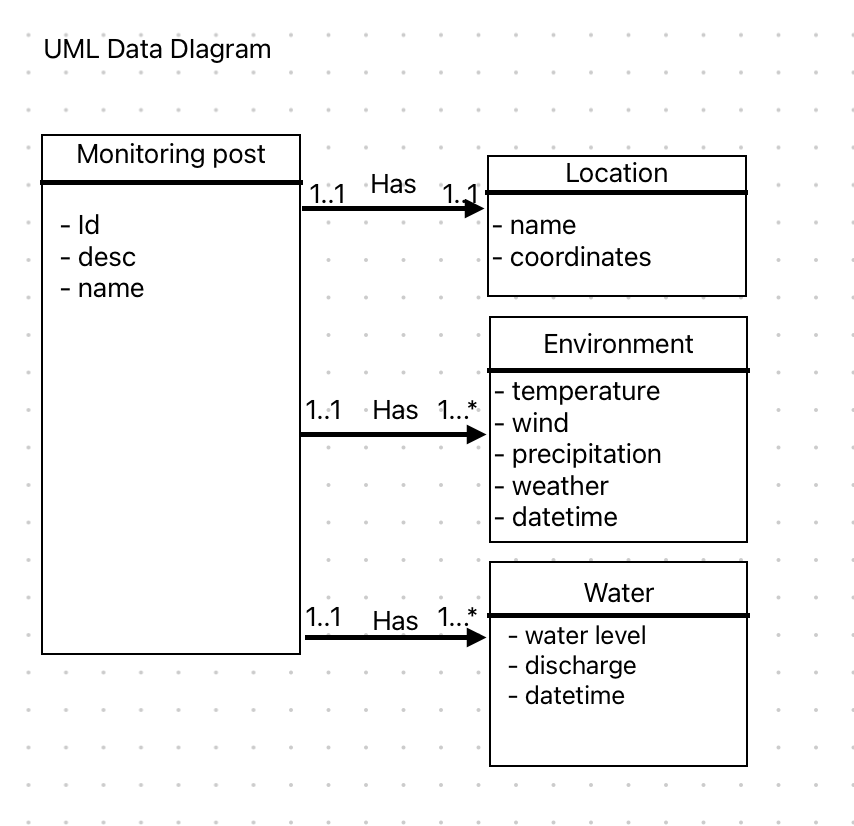 UML Data DIagram
Monitoring post
- Id
- desc
- name
1..1 Has 1..1
Location
- name
- coordinates
1..1 Has 1...*
Environment
- temperature
- wind
- precipitation
- weather
- datetime
1..1 Has 1...*
Water
- water level
- discharge
- datetime